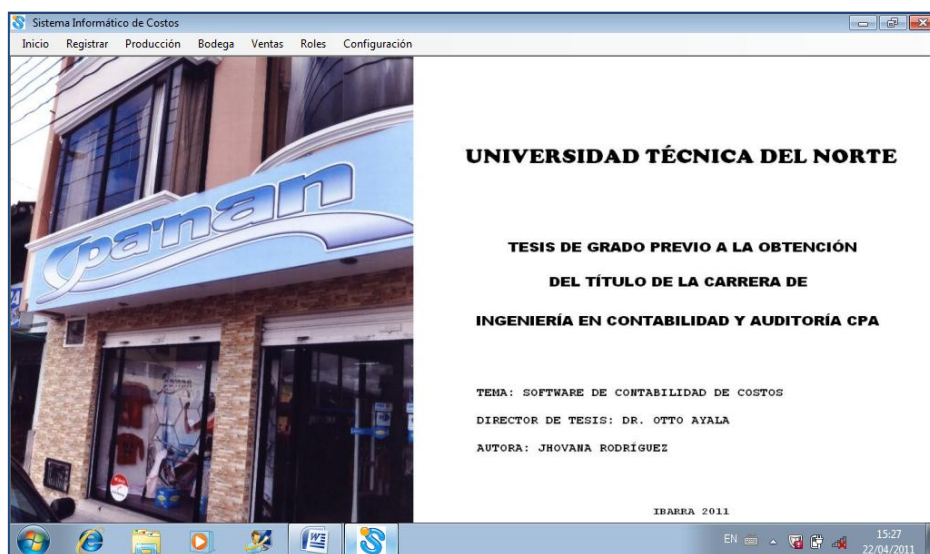 Sistema Informático de Costos
Inicio Registrar Producción Bodega Ventas Roles Configuración
UNIVERSIDAD TÉCNICA DEL NORTE
TESIS DE GRADO PREVIO A LA OBTENCIÓN
DEL TÍTULO DE LA CARRERA DE
INGENIERÍA EN CONTABILIDAD Y AUDITORÍA CPA
TEMA: SOFTWARE DE CONTABILIDAD DE COSTOS
DIRECTOR DE TESIS: DR. OTTO AYALA
AUTORA: JHOVANA RODRÍGUEZ
IBARRA 2011
EN
15:27
22/04/2011